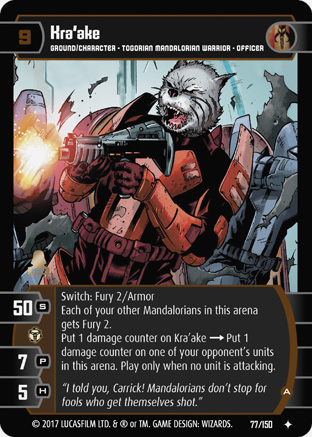 9
Kra'ake
GROUND/CHARACTER • TOGORIAN MANDALORIAN WARRIOR • OFFICER
50 S
7 P
5 H
Switch: Fury 2/Armor
Each of your other Mandalorians in this arena
gets Fury 2.
Put 1 damage counter on Kra'ake → Put 1
damage counter on one of your opponent's units
in this arena. Play only when no unit is attacking.
"I told you, Carrick! Mandalorians don't stop for
fools who get themselves shot."
A
© 2017 LUCASFILM LTD. & ® or TM. GAME DESIGN: WIZARDS. 77/150